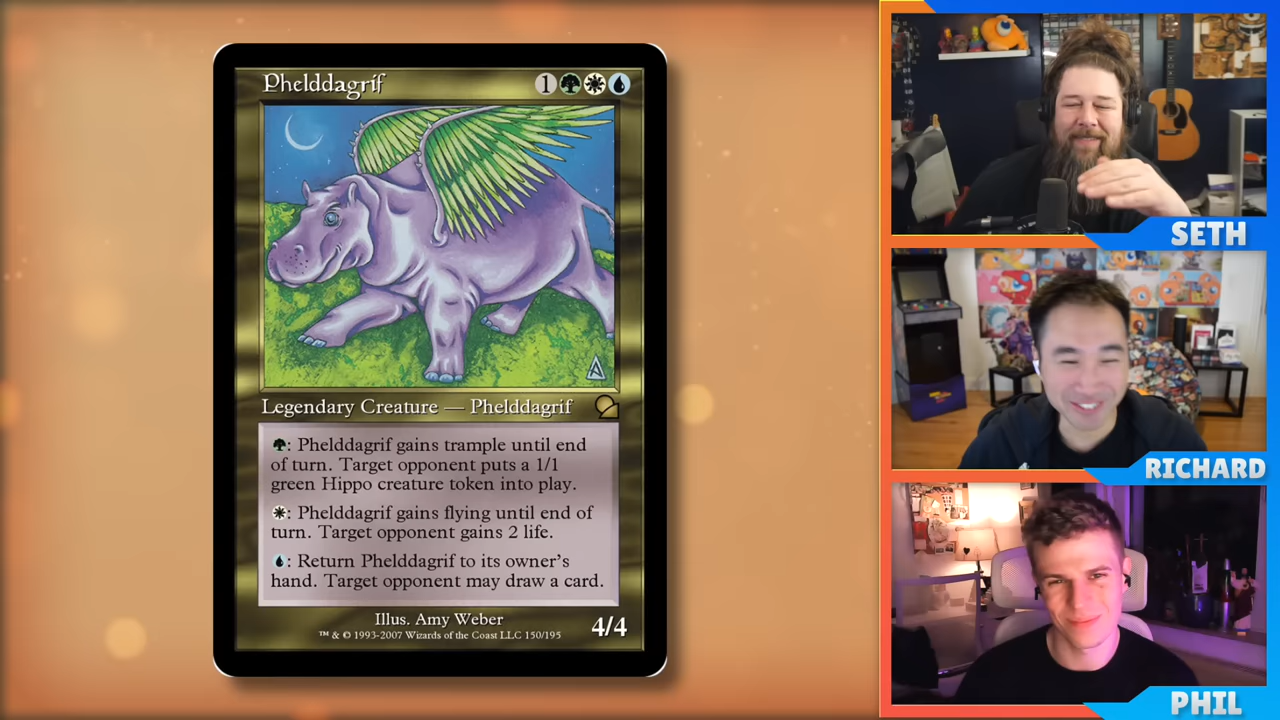 Phelddagrif 1
Legendary Creature — Phelddagrif
: Phelddagrif gains trample until end
of turn. Target opponent puts a 1/1
green Hippo creature token into play.
: Phelddagrif gains flying until end of
turn. Target opponent gains 2 life.
: Return Phelddagrif to its owner's
hand. Target opponent may draw a card.
Illus. Amy Weber
™ & © 1993-2007 Wizards of the Coast LLC 150/195
4/4
SETH
RICHARD
PHIL